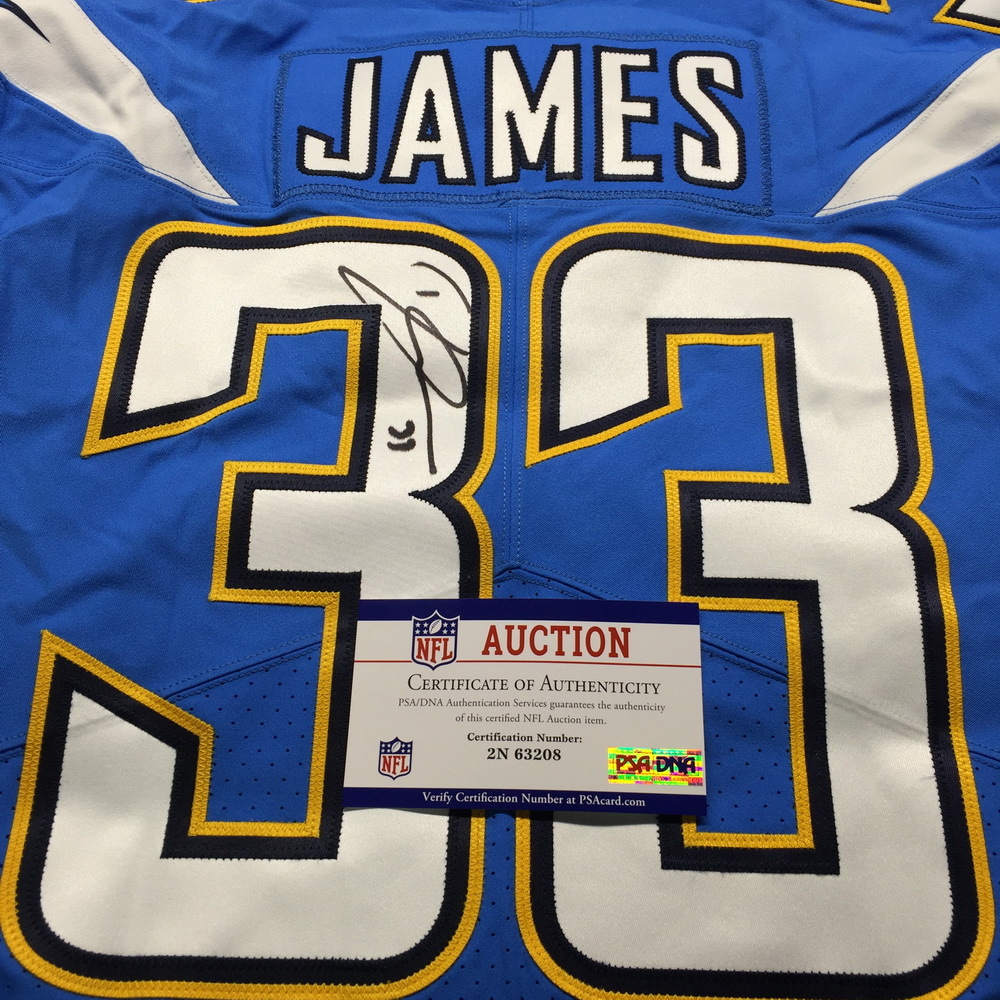 JAMES
33
NFL AUCTION
CERTIFICATE OF AUTHENTICITY
PSA/DNA Authentication Services guarantees the authenticity
of this certified NFL Auction item.
Certification Number:
2N 63208
NFL
PSA DNA
Verify Certification Number at PSAcard.com